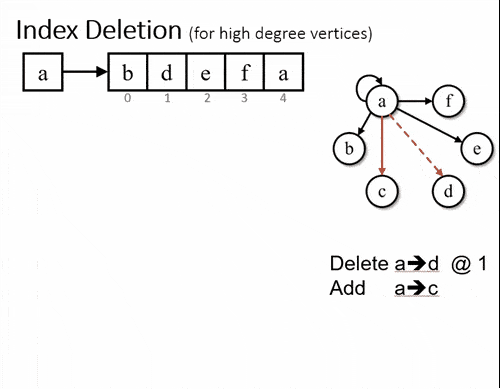 Index Deletion (for high degree vertices)
a b d e f a
0 1 2 3 4
a f
b e
c d
Delete a➔d @ 1
Add a➔c